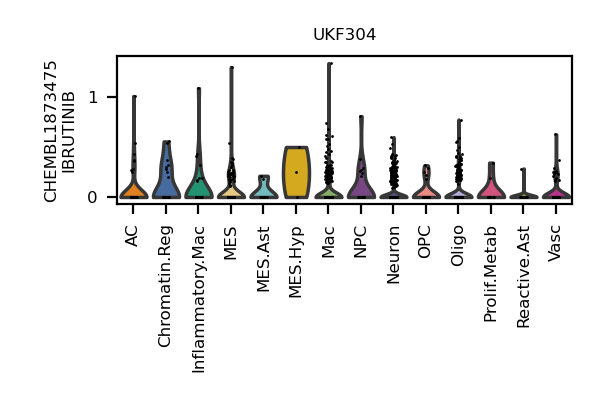 UKF304
CHEMBL1873475
IBRUTINIB
1
0
AC
Chromatin.Reg
Inflammatory.Mac
MES
MES.Ast
MES.Hyp
Mac
NPC
Neuron
OPC
Oligo
Prolif.Metab
Reactive.Ast
Vasc